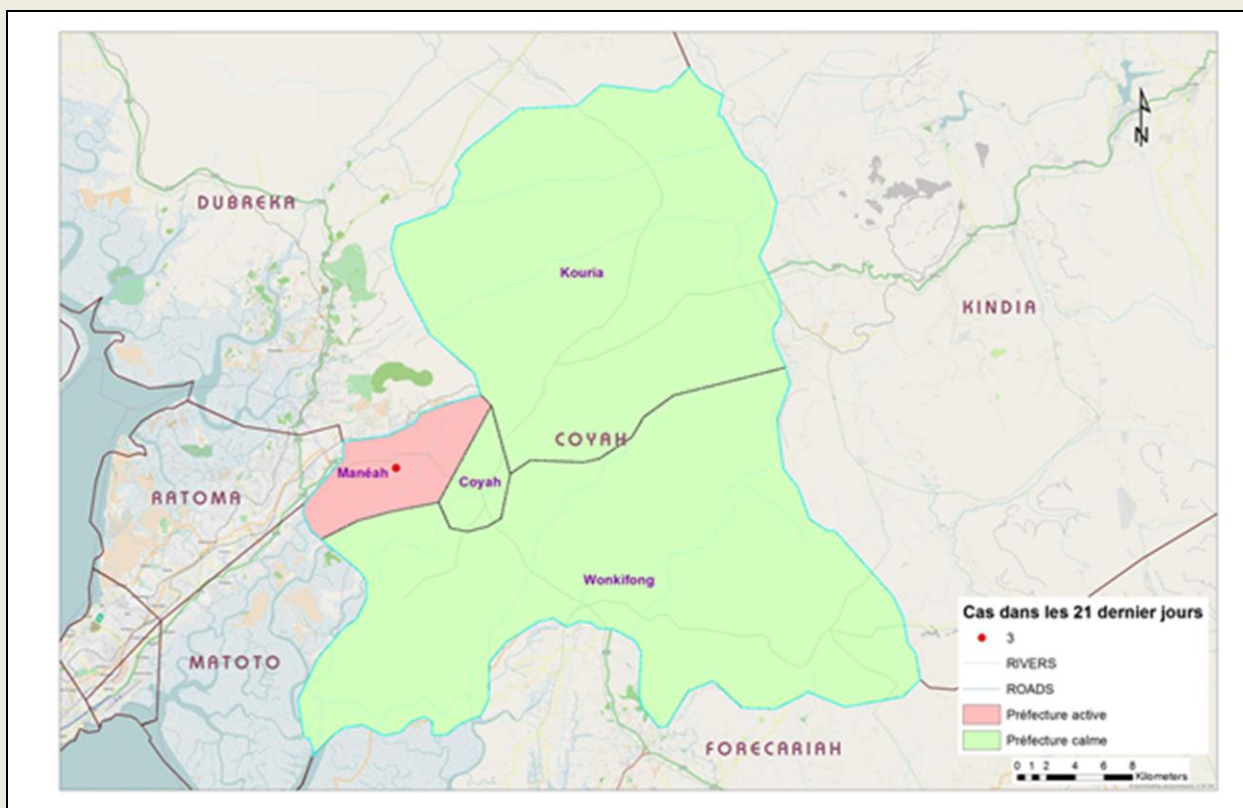 N
DUBREKA
Kouria
KINDIA
COYAH
Manéah
Coyah
RATOMA
Wonkifong
MATOTO
FORECARIAH
Cas dans les 21 dernier jours
3
RIVERS
ROADS
Préfecture active
Préfecture calme
0 1 2 4 6 8
Kilometers